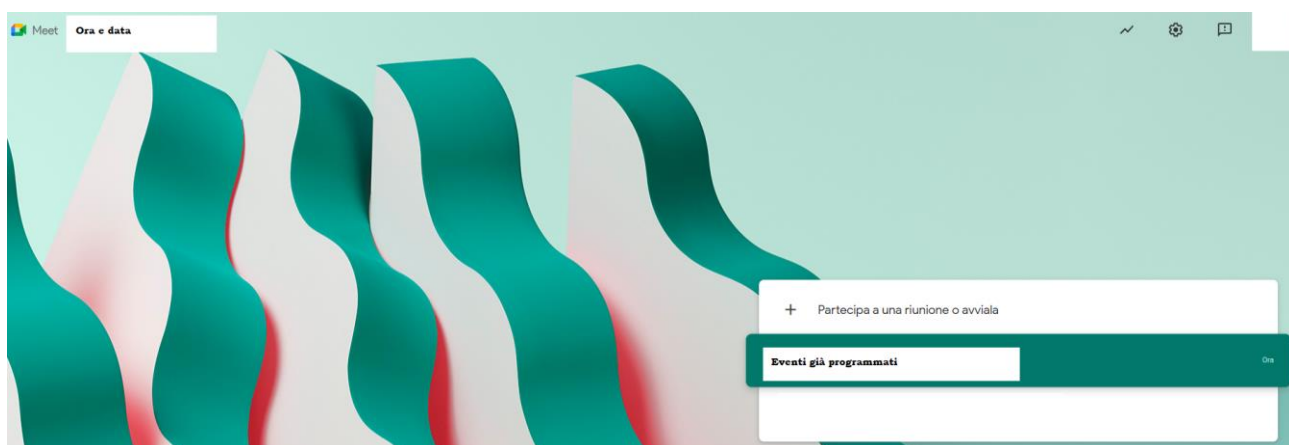 Meet
Ora e data
Partecipa a una riunione o avviala
Eventi già programmati
Ora